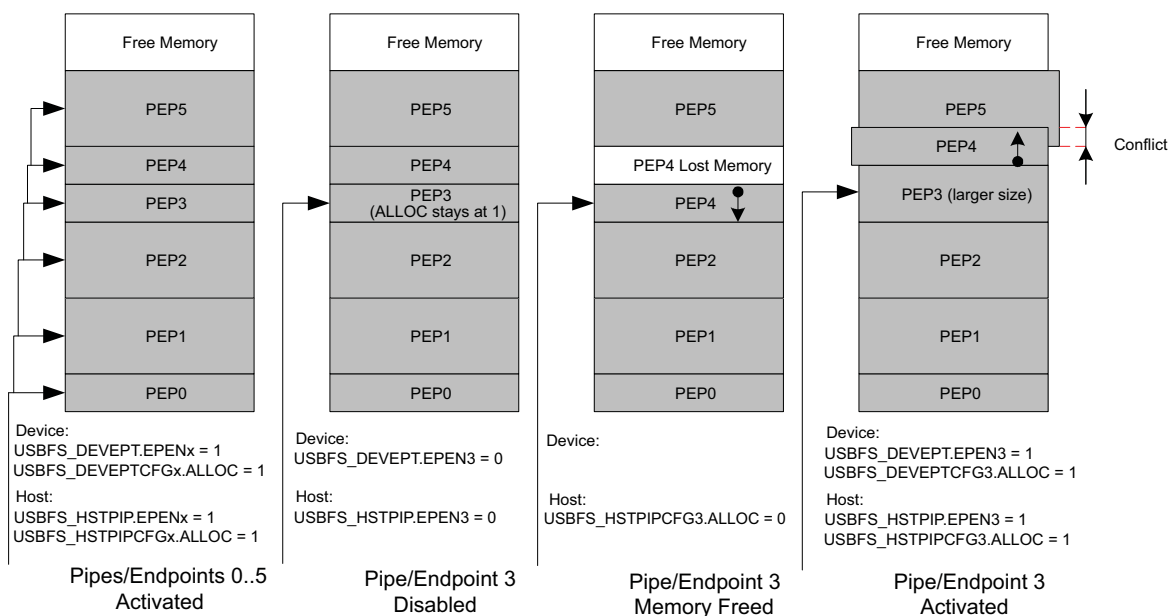 Free Memory
PEP5
PEP4
PEP3
PEP2
PEP1
PEP0
Device:
USBFS_DEVEPT.EPENx = 1
USBFS_DEVEPTCFGx.ALLOC = 1
Host:
USBFS_HSTPIP.EPENx = 1
USBFS_HSTPIPCFGx.ALLOC = 1
Pipes/Endpoints 0..5
Activated
Free Memory
PEP5
PEP4
PEP3
(ALLOC stays at 1)
PEP2
PEP1
PEP0
Device:
USBFS_DEVEPT.EPEN3 = 0
Host:
USBFS_HSTPIP.EPEN3 = 0
Pipe/Endpoint 3
Disabled
Free Memory
PEP5
PEP4 Lost Memory
PEP4
PEP2
PEP1
PEP0
Device:
Host:
USBFS_HSTPIPCFG3.ALLOC = 0
Pipe/Endpoint 3
Memory Freed
Free Memory
PEP5
PEP4
Conflict
PEP3 (larger size)
PEP2
PEP1
PEP0
Device:
USBFS_DEVEPT.EPEN3 = 1
USBFS_DEVEPTCFG3.ALLOC = 1
Host:
USBFS_HSTPIP.EPEN3 = 1
USBFS_HSTPIPCFG3.ALLOC = 1
Pipe/Endpoint 3
Activated